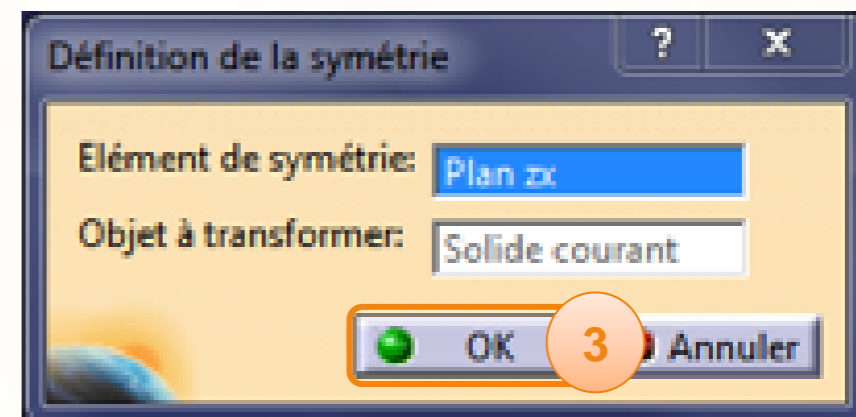 Définition de la symétrie ? x
Elément de symétrie: Plan zx
Objet à transformer: Solide courant
OK 3 Annuler